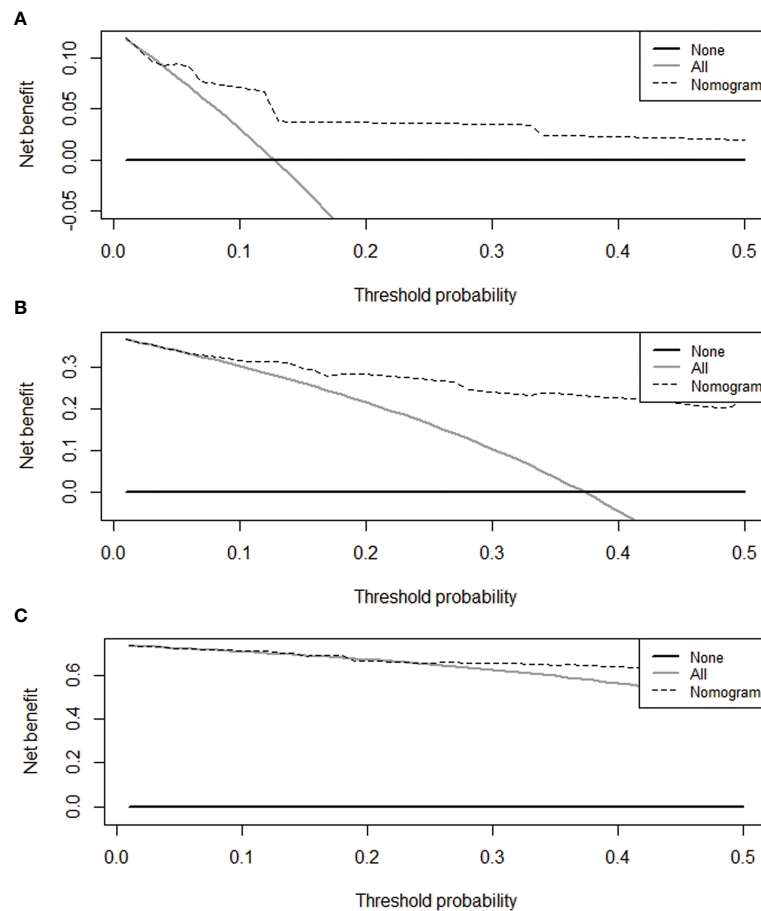 A
Net benefit
-0.05 0.00 0.05 0.10
None
All
Nomogram
0.0 0.1 0.2 0.3 0.4 0.5
Threshold probability
B
Net benefit
0.0 0.1 0.2 0.3
None
All
Nomogram
0.0 0.1 0.2 0.3 0.4 0.5
Threshold probability
C
Net benefit
0.0 0.2 0.4 0.6
None
All
Nomogram
0.0 0.1 0.2 0.3 0.4 0.5
Threshold probability